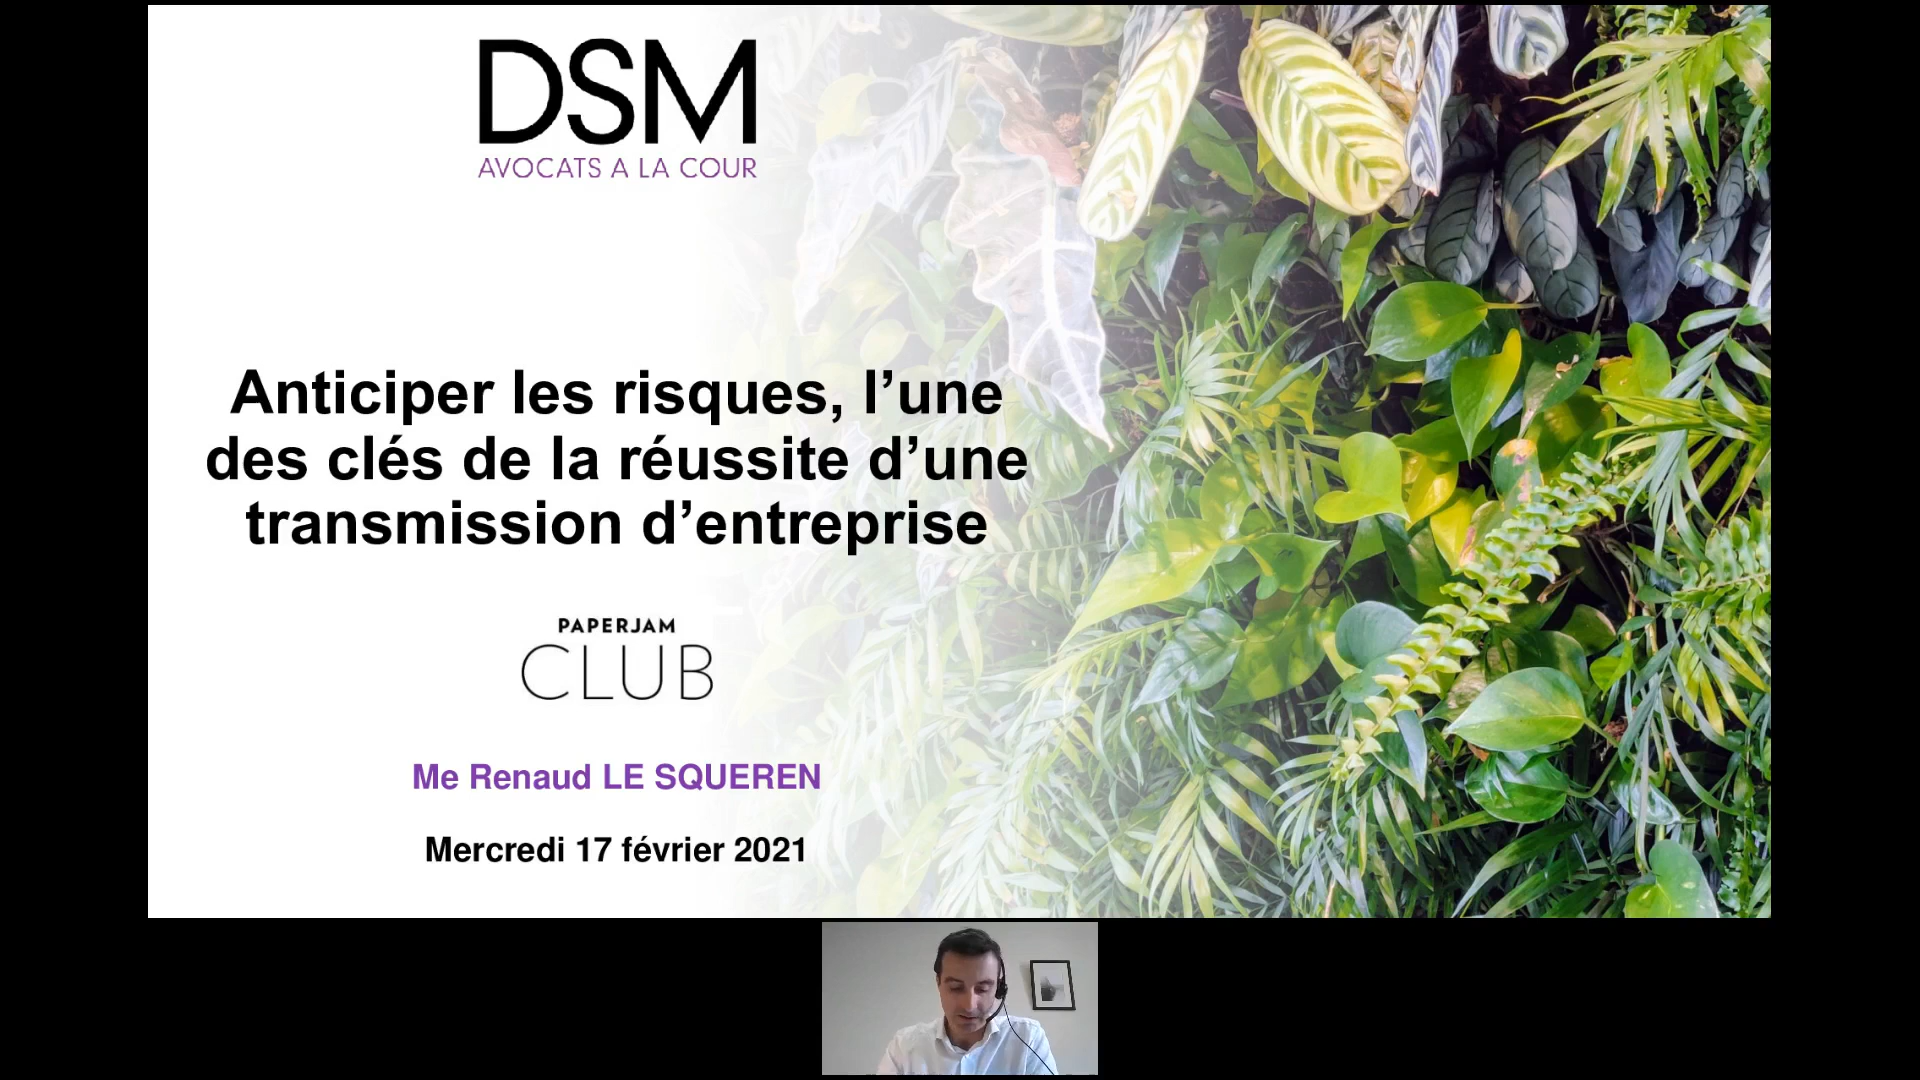 DSM
AVOCATS A LA COUR
Anticiper les risques, l’une
des clés de la réussite d’une
transmission d’entreprise
PAPERJAM
CLUB
Me Renaud LE SQUEREN
Mercredi 17 février 2021